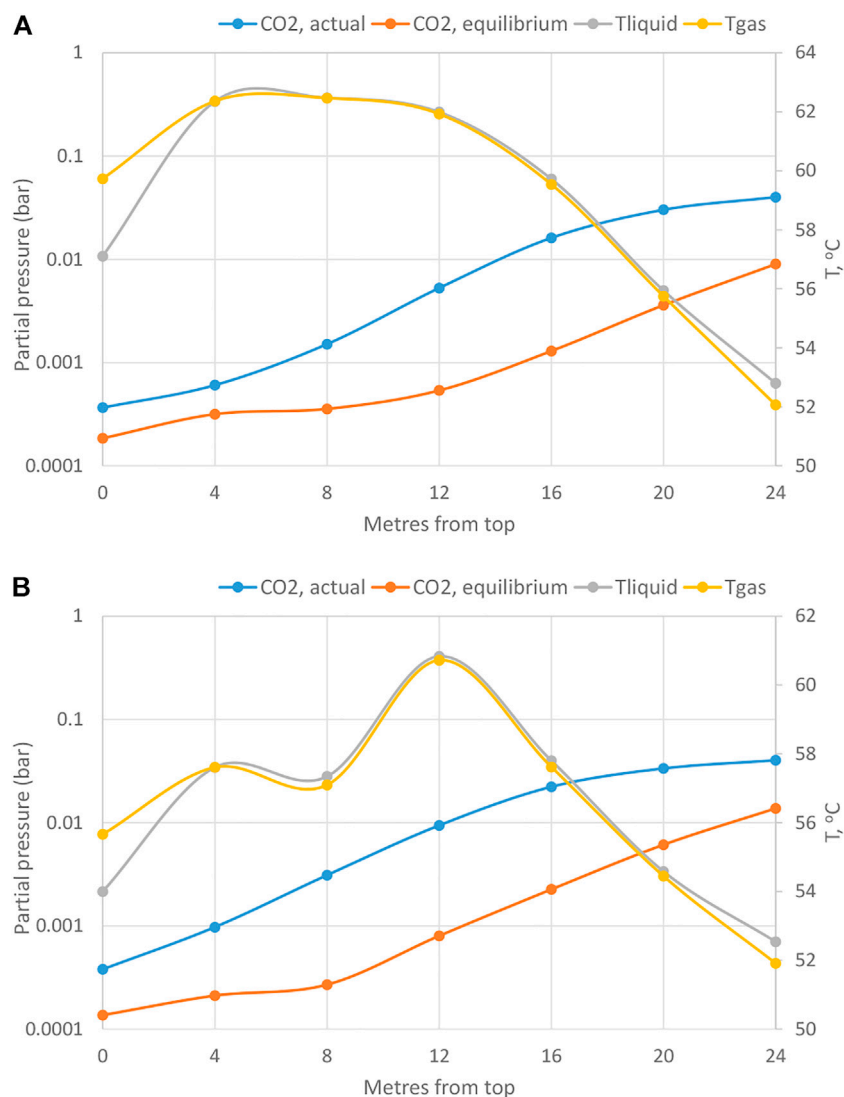 A
CO2, actual CO2, equilibrium Tliquid Tgas
1 64
62
0.1 60
58
0.01
56
0.001 54
52
0.0001 50
Partial pressure (bar)
T, °C
0 4 8 12 16 20 24
Metres from top
B
CO2, actual CO2, equilibrium Tliquid Tgas
1 62
60
0.1
58
0.01 56
54
0.001
52
0.0001 50
Partial pressure (bar)
T, °C
0 4 8 12 16 20 24
Metres from top